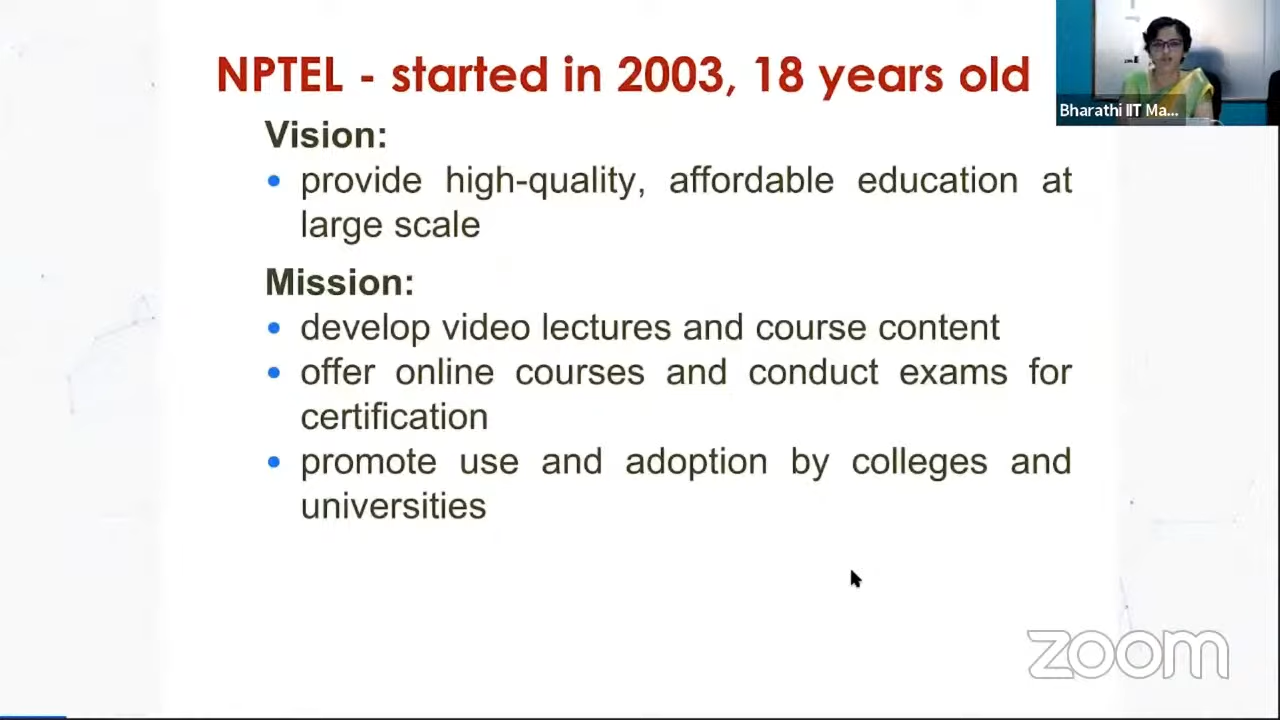 NPTEL - started in 2003, 18 years old
Bharathi IIT Ma...
Vision:
provide high-quality, affordable education at
large scale
Mission:
develop video lectures and course content
offer online courses and conduct exams for
certification
promote use and adoption by colleges and
universities
zoom